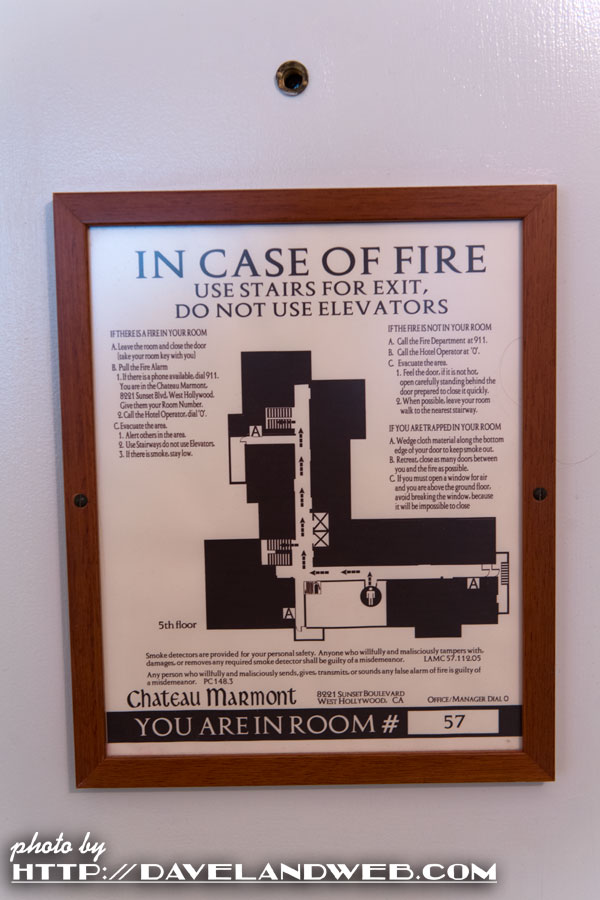 IN CASE OF FIRE
USE STAIRS FOR EXIT,
DO NOT USE ELEVATORS
IF THERE IS A FIRE IN YOUR ROOM
A. Leave the room and close the door
(take your room key with you)
B. Pull the Fire Alarm
1. If there is a phone available, dial 911.
You are in the Chateau Marmont,
8221 Sunset Blvd, West Hollywood.
Give them your Room Number.
2. Call the Hotel Operator, dial '0'.
C. Evacuate the area.
1. Alert others in the area.
2. Use Stairways do not use Elevators.
3. If there is smoke, stay low.
IF THE FIRE IS NOT IN YOUR ROOM
A. Call the Fire Department at 911.
B. Call the Hotel Operator at '0'.
C. Evacuate the area:
1. Feel the door, if it is not hot,
open carefully standing behind the
door prepared to close it quickly.
2. When possible, leave your room
walk to the nearest stairway.
IF YOU ARE TRAPPED IN YOUR ROOM
A. Wedge cloth material along the bottom
edge of your door to keep smoke out.
B. Retreat, close as many doors between
you and the fire as possible.
C. If you must open a window for air
and you are above the ground floor,
avoid breaking the window, because
it will be impossible to close
A
A
A
5th floor
Smoke detectors are provided for your personal safety. Anyone who willfully and malisciously tampers with,
damages, or removes any required smoke detector shall be guilty of a misdemeanor. LAMC 57.112.05
Any person who willfully and malisciously sends, gives, transmits, or sounds any false alarm of fire is guilty of
a misdemeanor. PC 148.3
Chateau Marmont
8221 Sunset Boulevard
West Hollywood, CA
Office/Manager Dial 0
YOU ARE IN ROOM # 57
photo by
HTTP://DAVELANDWEB.COM